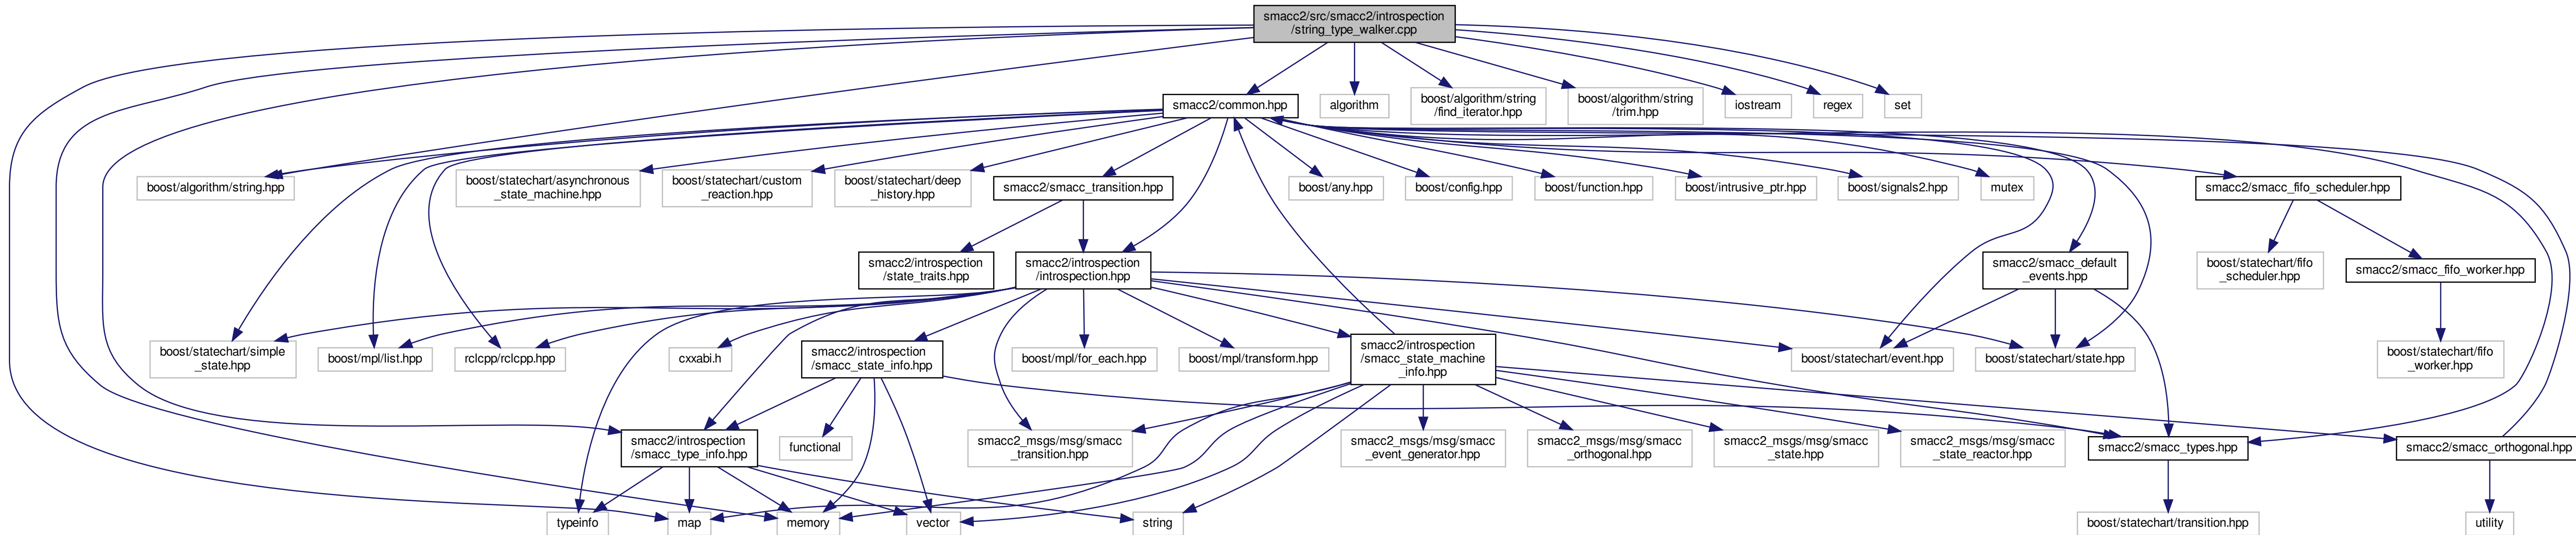 smacc2/src/smacc2/introspection
/string_type_walker.cpp
smacc2/common.hpp
algorithm
boost/algorithm/string
/find_iterator.hpp
boost/algorithm/string
/trim.hpp
iostream
regex
set
boost/algorithm/string.hpp
boost/statechart/asynchronous
_state_machine.hpp
boost/statechart/custom
_reaction.hpp
boost/statechart/deep
_history.hpp
smacc2/smacc_transition.hpp
boost/any.hpp
boost/config.hpp
boost/function.hpp
boost/intrusive_ptr.hpp
boost/signals2.hpp
mutex
smacc2/smacc_fifo_scheduler.hpp
smacc2/introspection
/state_traits.hpp
smacc2/introspection
/introspection.hpp
smacc2/smacc_default
_events.hpp
boost/statechart/fifo
_scheduler.hpp
smacc2/smacc_fifo_worker.hpp
boost/statechart/simple
_state.hpp
boost/mpl/list.hpp
rclcpp/rclcpp.hpp
cxxabi.h
smacc2/introspection
/smacc_state_info.hpp
boost/mpl/for_each.hpp
boost/mpl/transform.hpp
smacc2/introspection
/smacc_state_machine
_info.hpp
boost/statechart/event.hpp
boost/statechart/state.hpp
boost/statechart/fifo
_worker.hpp
smacc2/introspection
/smacc_type_info.hpp
functional
smacc2_msgs/msg/smacc
_transition.hpp
smacc2_msgs/msg/smacc
_event_generator.hpp
smacc2_msgs/msg/smacc
_orthogonal.hpp
smacc2_msgs/msg/smacc
_state.hpp
smacc2_msgs/msg/smacc
_state_reactor.hpp
smacc2/smacc_types.hpp
smacc2/smacc_orthogonal.hpp
typeinfo
map
memory
vector
string
boost/statechart/transition.hpp
utility